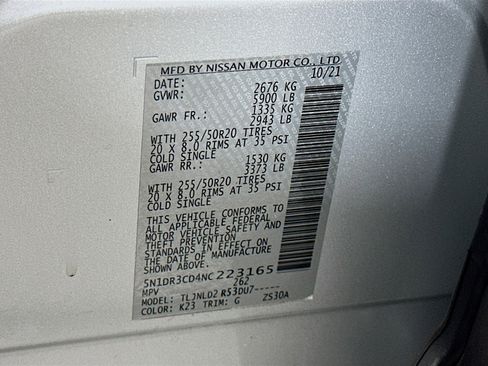 MFD BY NISSAN MOTOR CO., LTD
DATE: 10/21
GVWR: 2676 KG
5900 LB
GAWR FR.: 1335 KG
2943 LB
WITH 255/50R20 TIRES
20 X 8.0 RIMS AT 35 PSI
COLD SINGLE
GAWR RR.: 1530 KG
3373 LB
WITH 255/50R20 TIRES
20 X 8.0 RIMS AT 35 PSI
COLD SINGLE
THIS VEHICLE CONFORMS TO
ALL APPLICABLE FEDERAL
MOTOR VEHICLE SAFETY AND
THEFT PREVENTION
STANDARDS IN EFFECT ON
THE DATE OF MANUFACTURE
SHOWN ABOVE.
5N1DR3CD4NC223165
MPV 262
MODEL: TLJNLD2 R53DU7-----
COLOR: K23 TRIM: G ZS30A